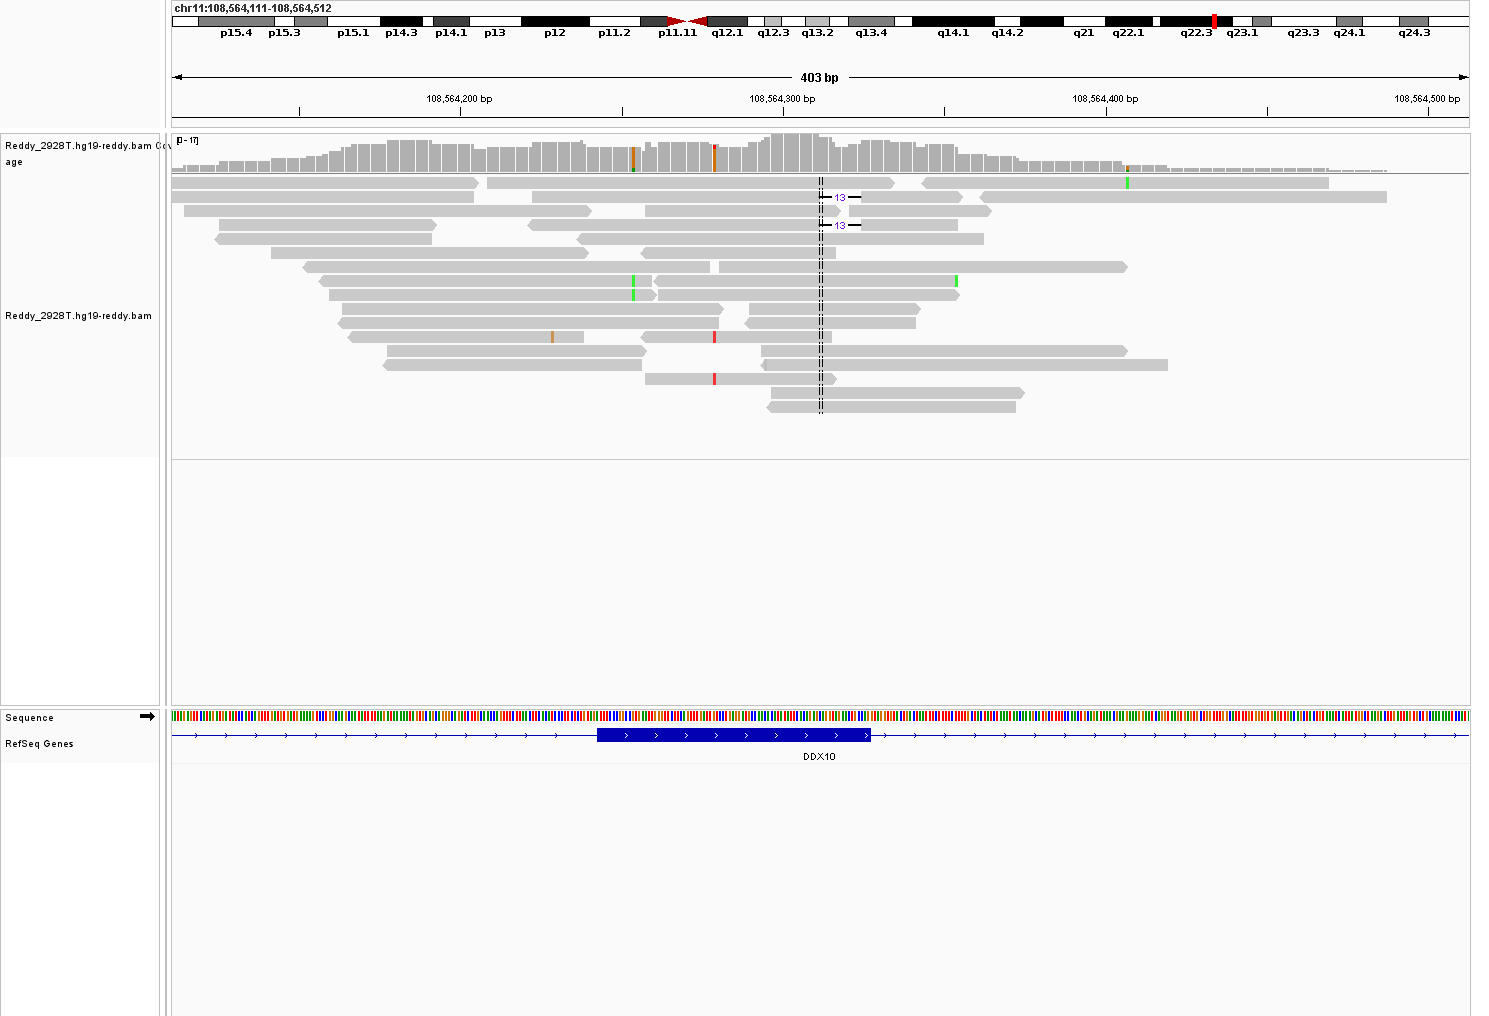 chr11:108,564,111-108,564,512
p15.4 p15.3 p15.1 p14.3 p14.1 p13 p12 p11.2 p11.11 q12.1 q12.3 q13.2 q13.4 q14.1 q14.2 q21 q22.1 q22.3 q23.1 q23.3 q24.1 q24.3
403 bp
108,564,200 bp 108,564,300 bp 108,564,400 bp 108,564,500 bp
Reddy_2928T.hg19-reddy.bam Cov
age
[0 - 17]
13
13
Reddy_2928T.hg19-reddy.bam
Sequence
RefSeq Genes
DDX10